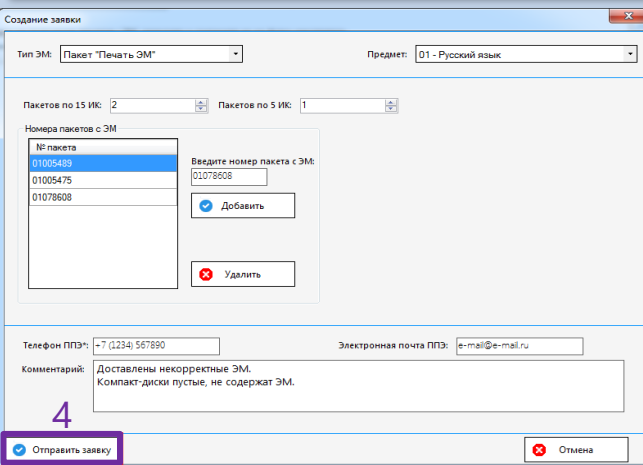 Создание заявки
Тип ЭМ: Пакет "Печать ЭМ" Предмет: 01 - Русский язык
Пакетов по 15 ИК: 2 Пакетов по 5 ИК: 1
Номера пакетов с ЭМ
№ пакета
01005489
01005475
01078608
Введите номер пакета с ЭМ:
01078608
Добавить
Удалить
Телефон ППЭ*: +7 (1234) 567890 Электронная почта ППЭ: e-mail@e-mail.ru
Комментарий: Доставлены некорректные ЭМ.
Компакт-диски пустые, не содержат ЭМ.
4
Отправить заявку Отмена